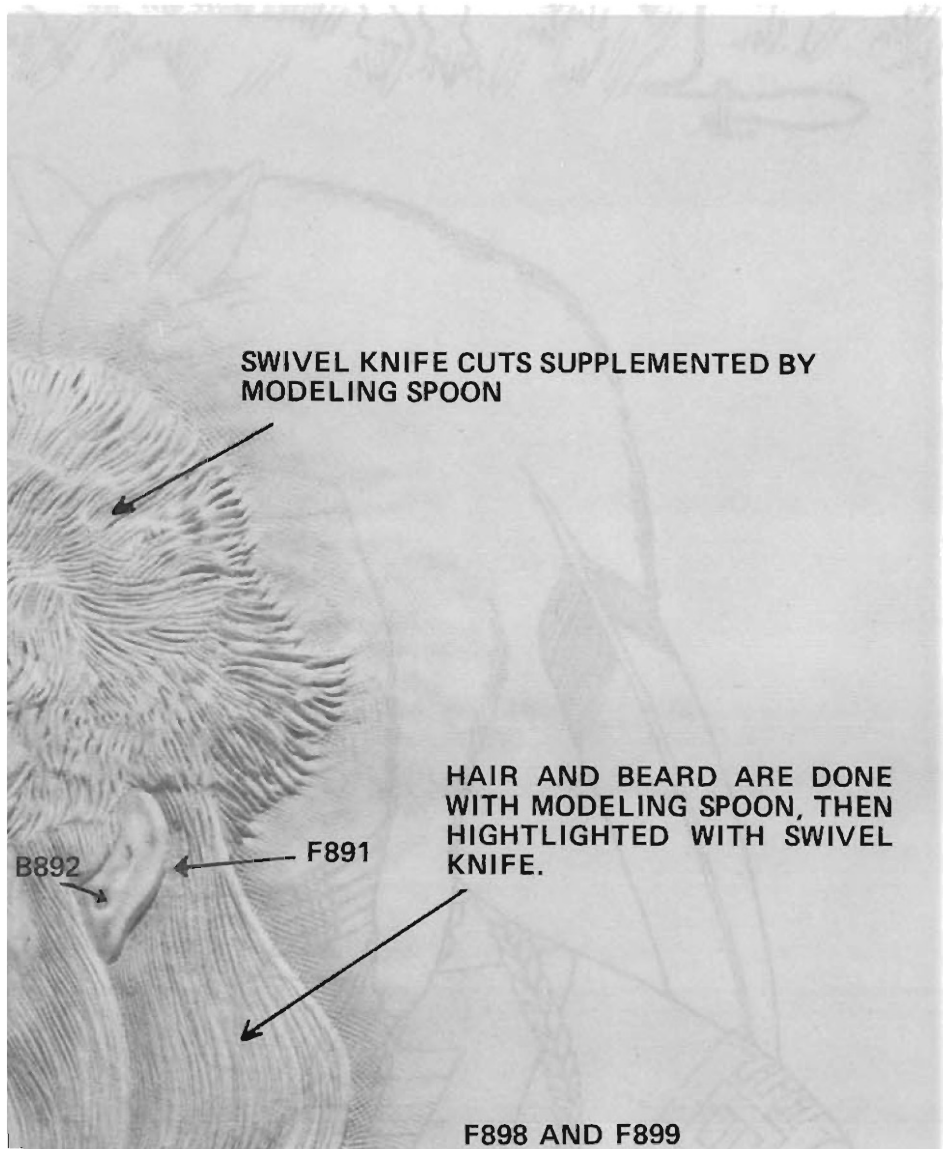 SWIVEL KNIFE CUTS SUPPLEMENTED BY
MODELING SPOON
HAIR AND BEARD ARE DONE
WITH MODELING SPOON, THEN
HIGHTLIGHTED WITH SWIVEL
KNIFE.
F891
B892
F898 AND F899